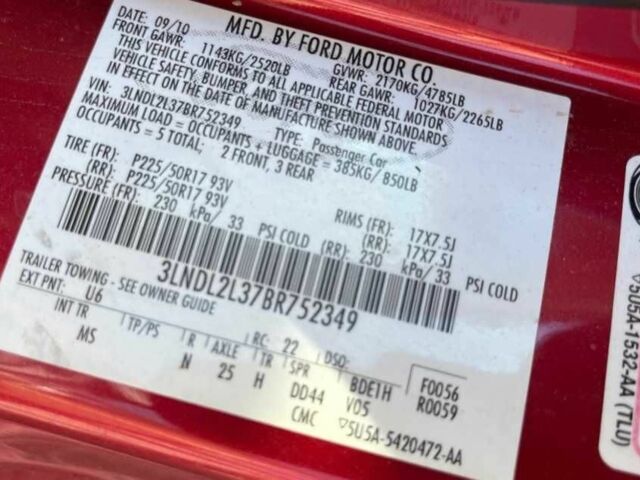 MFD. BY FORD MOTOR CO.
DATE: 09/10 GVWR: 2170KG/4785LB
FRONT GAWR: 1143KG/2520LB REAR GAWR: 1027KG/2265LB
THIS VEHICLE CONFORMS TO ALL APPLICABLE FEDERAL MOTOR
VEHICLE SAFETY, BUMPER, AND THEFT PREVENTION STANDARDS
IN EFFECT ON THE DATE OF MANUFACTURE SHOWN ABOVE.
VIN: 3LNDL2L37BR752349 TYPE: Passenger Car
MAXIMUM LOAD = OCCUPANTS + LUGGAGE = 385KG/ 850LB
OCCUPANTS = 5 TOTAL: 2 FRONT, 3 REAR
TIRE (FR): P225/50R17 93V RIMS (FR): 17X7.5J
(RR): P225/50R17 93V (RR): 17X7.5J
PRESSURE (FR): 230 kPa/ 33 PSI COLD (RR): 230 kPa/ 33 PSI COLD
3LNDL2L37BR752349
TRAILER TOWING - SEE OWNER GUIDE
EXT PNT: U6 RC: 22 DSO: F0056
INT TR TP/PS R AXLE TR SPR BDE1H R0059
MS N 25 H DD44 V05
CMC 5U5A-5420472-AA
5U5A-1532-AA (TLU)